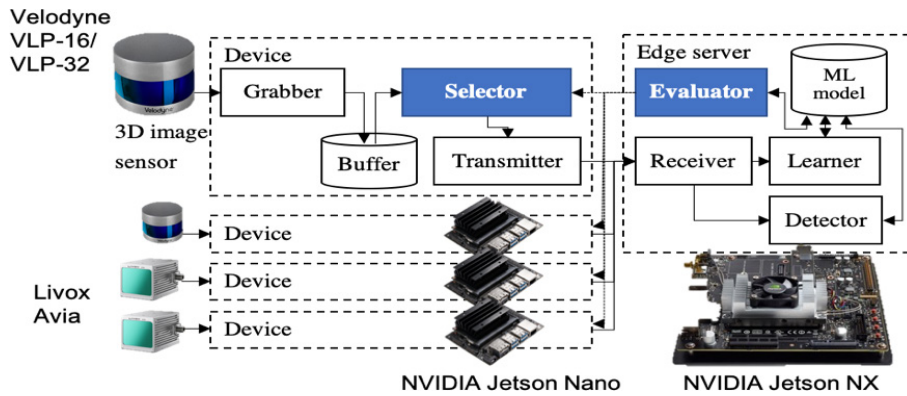 Velodyne
VLP-16/
VLP-32
3D image
sensor
Velodyne
Device
Grabber
Buffer
Selector
Transmitter
Edge server
Evaluator
ML
model
Receiver
Learner
Detector
Device
Device
Device
Livox
Avia
NVIDIA Jetson Nano
NVIDIA Jetson NX